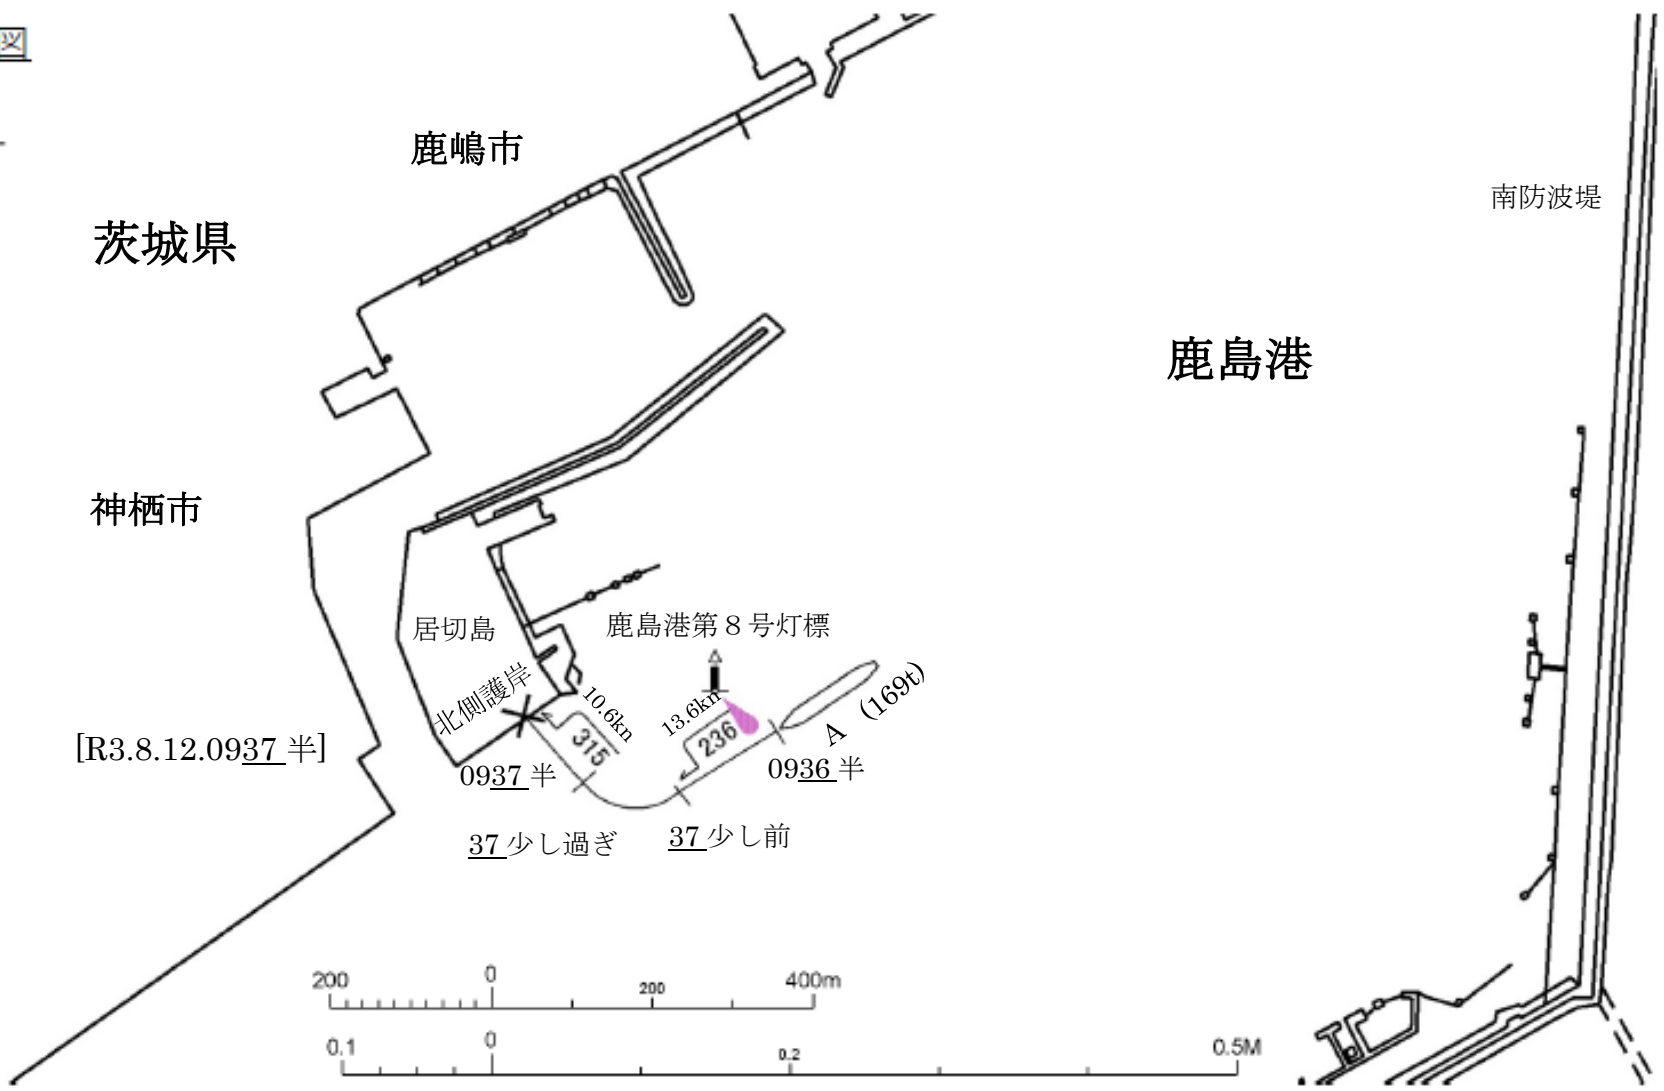 図
鹿嶋市
茨城県
南防波堤
鹿島港
神栖市
居切島
鹿島港第８号灯標
北側護岸
10.6kn
13.6kn
315
236
A (169t)
[R3.8.12.0937 半]
0937 半
0936 半
37 少し過ぎ
37 少し前
200 0 200 400m
0.1 0 0.2 0.5M